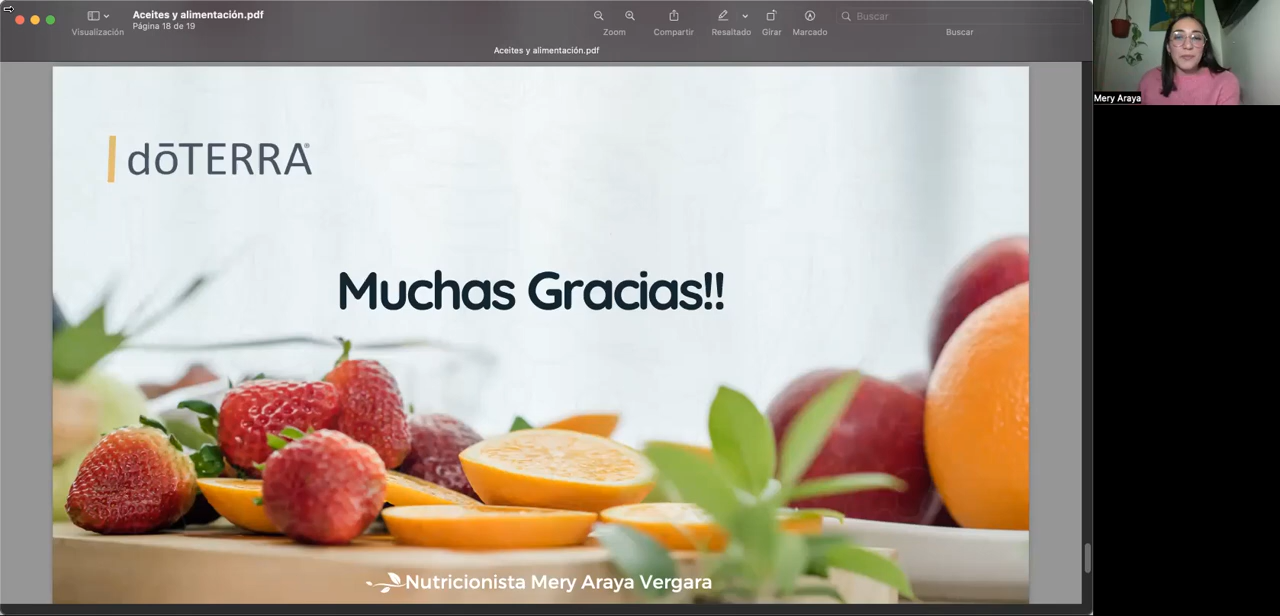 Aceites y alimentación.pdf
Página 18 de 19
Visualización
Zoom
Compartir
Resaltado
Girar
Marcado
Buscar
Buscar
Aceites y alimentación.pdf
Mery Araya
dōTERRA®
Muchas Gracias!!
Nutricionista Mery Araya Vergara